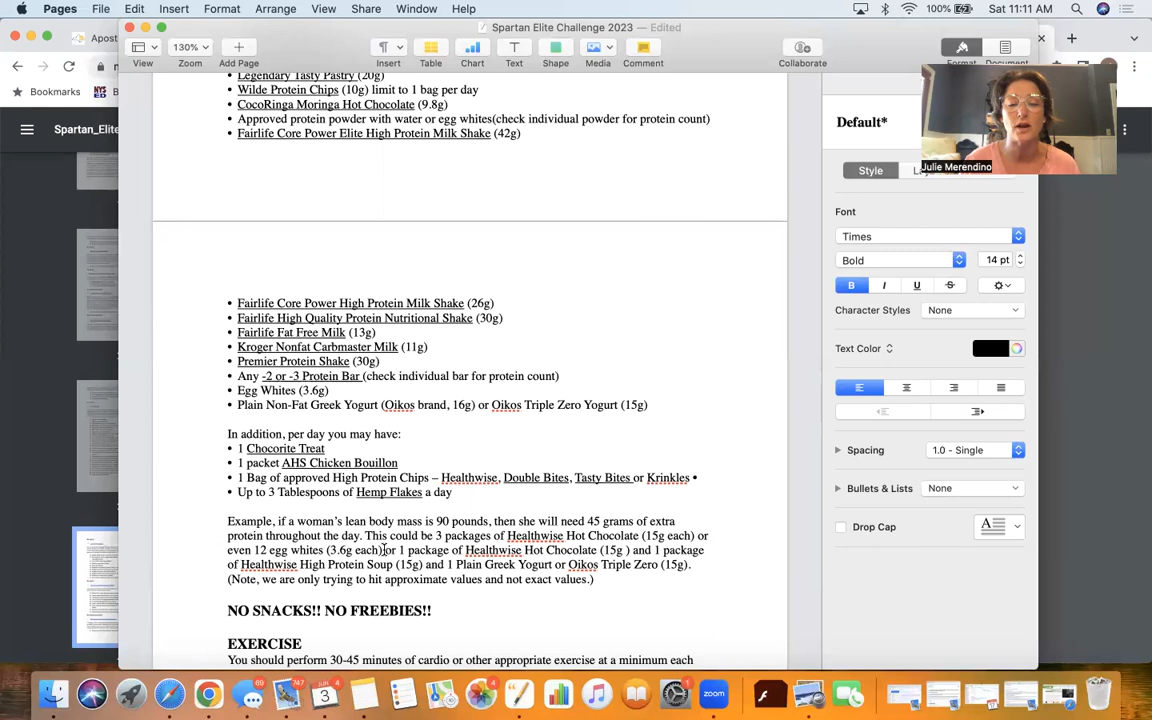 Pages File Edit Insert Format Arrange View Share Window Help 100% Sat 11:11 AM
Spartan Elite Challenge 2023 — Edited
Apost
130%
View Zoom Add Page Insert Table Chart Text Shape Media Comment Collaborate Format Document
Bookmarks
Spartan_Elite
Legendary Tasty Pastry (20g)
• Wilde Protein Chips (10g) limit to 1 bag per day
• CocoRinga Moringa Hot Chocolate (9.8g)
• Approved protein powder with water or egg whites(check individual powder for protein count)
• Fairlife Core Power Elite High Protein Milk Shake (42g)
• Fairlife Core Power High Protein Milk Shake (26g)
• Fairlife High Quality Protein Nutritional Shake (30g)
• Fairlife Fat Free Milk (13g)
• Kroger Nonfat Carbmaster Milk (11g)
• Premier Protein Shake (30g)
• Any -2 or -3 Protein Bar (check individual bar for protein count)
• Egg Whites (3.6g)
• Plain Non-Fat Greek Yogurt (Oikos brand, 16g) or Oikos Triple Zero Yogurt (15g)
In addition, per day you may have:
• 1 Chocorite Treat
• 1 packet AHS Chicken Bouillon
• 1 Bag of approved High Protein Chips – Healthwise, Double Bites, Tasty Bites or Krinkles •
• Up to 3 Tablespoons of Hemp Flakes a day
Example, if a woman's lean body mass is 90 pounds, then she will need 45 grams of extra
protein throughout the day. This could be 3 packages of Healthwise Hot Chocolate (15g each) or
even 12 egg whites (3.6g each) or 1 package of Healthwise Hot Chocolate (15g ) and 1 package
of Healthwise High Protein Soup (15g) and 1 Plain Greek Yogurt or Oikos Triple Zero (15g).
(Note, we are only trying to hit approximate values and not exact values.)
NO SNACKS!! NO FREEBIES!!
EXERCISE
You should perform 30-45 minutes of cardio or other appropriate exercise at a minimum each
Default*
Julie Merendino
Style
Font
Times
Bold 14 pt
B I U S
Character Styles None
Text Color
Spacing 1.0 - Single
Bullets & Lists None
Drop Cap
69
747
JUN 4
3
4
1
zoom